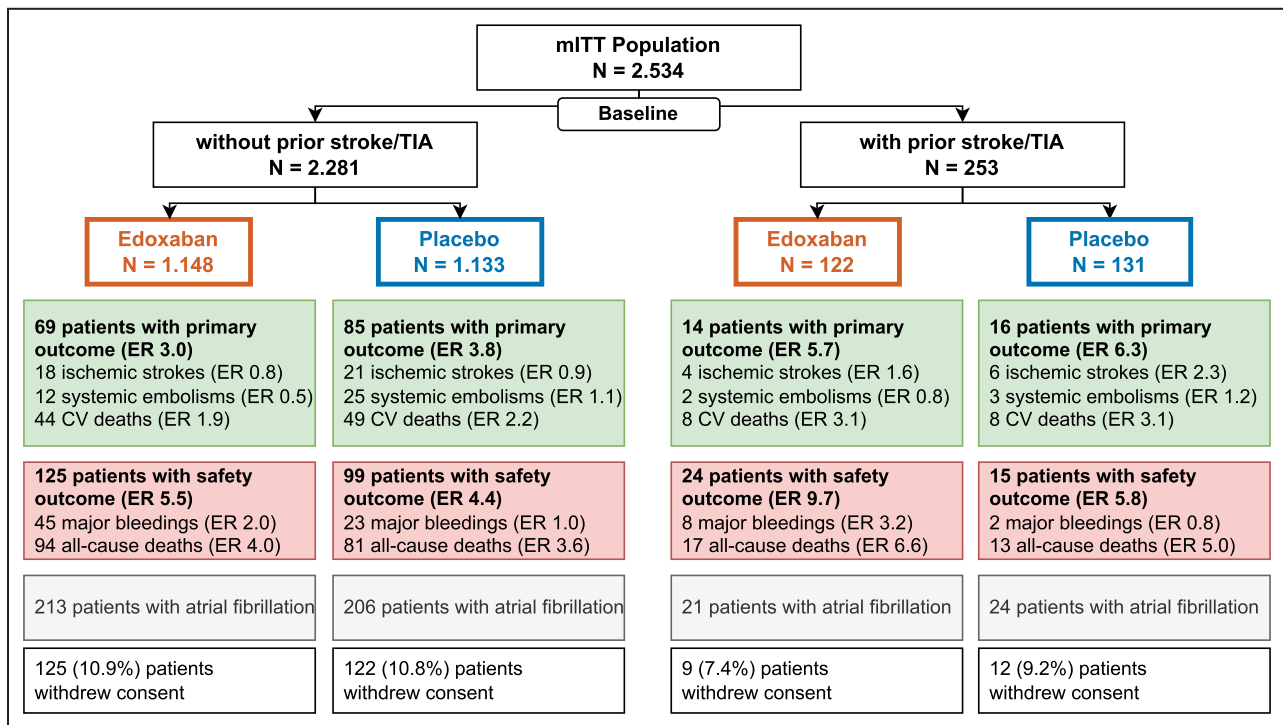 mITT Population
N = 2.534
Baseline
without prior stroke/TIA
N = 2.281
with prior stroke/TIA
N = 253
Edoxaban
N = 1.148
Placebo
N = 1.133
Edoxaban
N = 122
Placebo
N = 131
69 patients with primary
outcome (ER 3.0)
18 ischemic strokes (ER 0.8)
12 systemic embolisms (ER 0.5)
44 CV deaths (ER 1.9)
85 patients with primary
outcome (ER 3.8)
21 ischemic strokes (ER 0.9)
25 systemic embolisms (ER 1.1)
49 CV deaths (ER 2.2)
14 patients with primary
outcome (ER 5.7)
4 ischemic strokes (ER 1.6)
2 systemic embolisms (ER 0.8)
8 CV deaths (ER 3.1)
16 patients with primary
outcome (ER 6.3)
6 ischemic strokes (ER 2.3)
3 systemic embolisms (ER 1.2)
8 CV deaths (ER 3.1)
125 patients with safety
outcome (ER 5.5)
45 major bleedings (ER 2.0)
94 all-cause deaths (ER 4.0)
99 patients with safety
outcome (ER 4.4)
23 major bleedings (ER 1.0)
81 all-cause deaths (ER 3.6)
24 patients with safety
outcome (ER 9.7)
8 major bleedings (ER 3.2)
17 all-cause deaths (ER 6.6)
15 patients with safety
outcome (ER 5.8)
2 major bleedings (ER 0.8)
13 all-cause deaths (ER 5.0)
213 patients with atrial fibrillation
206 patients with atrial fibrillation
21 patients with atrial fibrillation
24 patients with atrial fibrillation
125 (10.9%) patients
withdrew consent
122 (10.8%) patients
withdrew consent
9 (7.4%) patients
withdrew consent
12 (9.2%) patients
withdrew consent